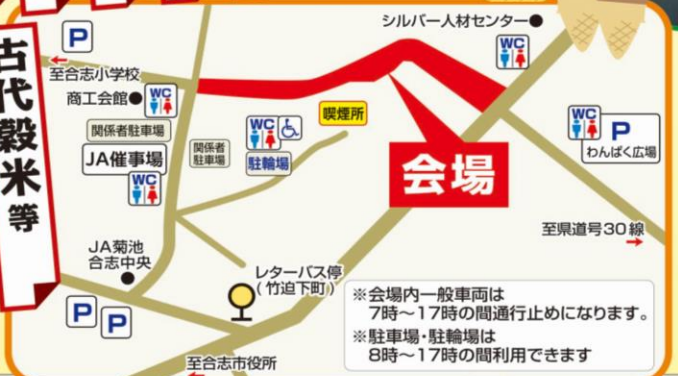 シルバー人材センター
P
WC
至合志小学校
商工会館
WC
関係者駐車場
JA催事場
WC
関係者
駐車場
WC
駐輪場
喫煙所
会場
WC
P
わんぱく広場
古代穀米等
至県道号30線
JA菊池
合志中央
レターバス停
(竹迫下町)
P
P
至合志市役所
※会場内一般車両は
7時~17時の間通行止めになります。
※駐車場・駐輪場は
8時~17時の間利用できます